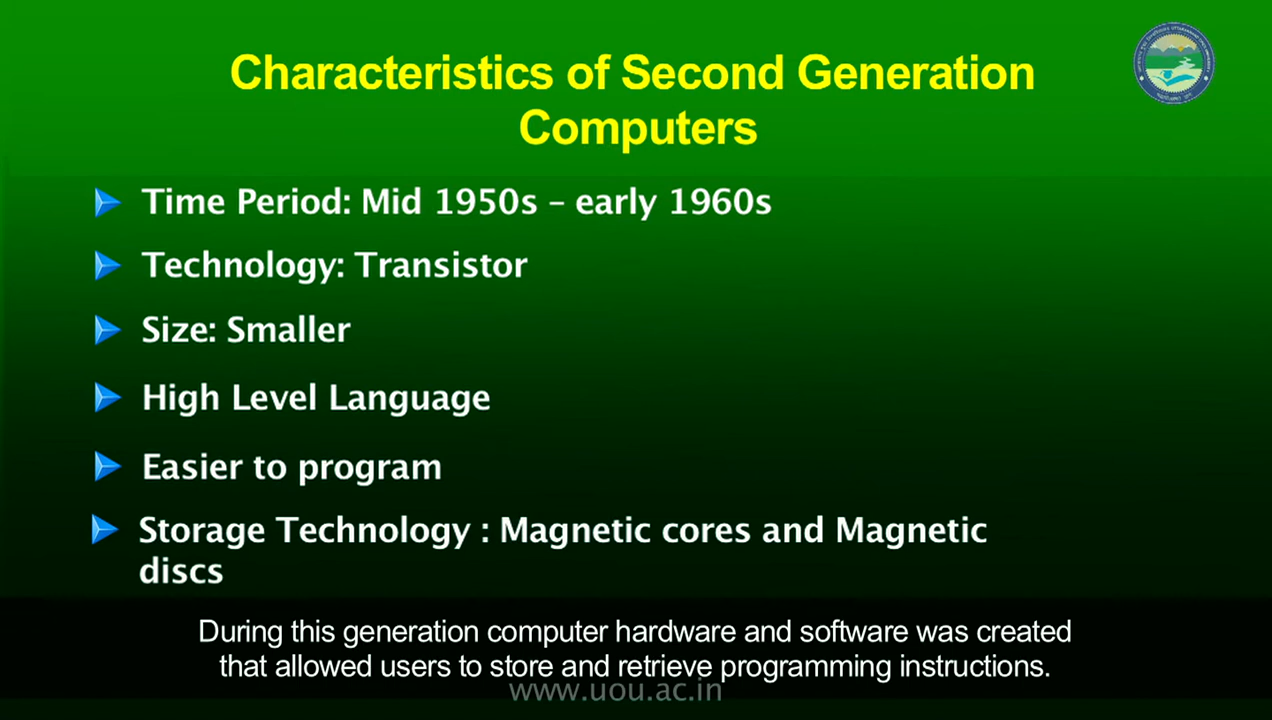 Characteristics of Second Generation
Computers
Time Period: Mid 1950s – early 1960s
Technology: Transistor
Size: Smaller
High Level Language
Easier to program
Storage Technology : Magnetic cores and Magnetic
discs
During this generation computer hardware and software was created
that allowed users to store and retrieve programming instructions.
www.uou.ac.in